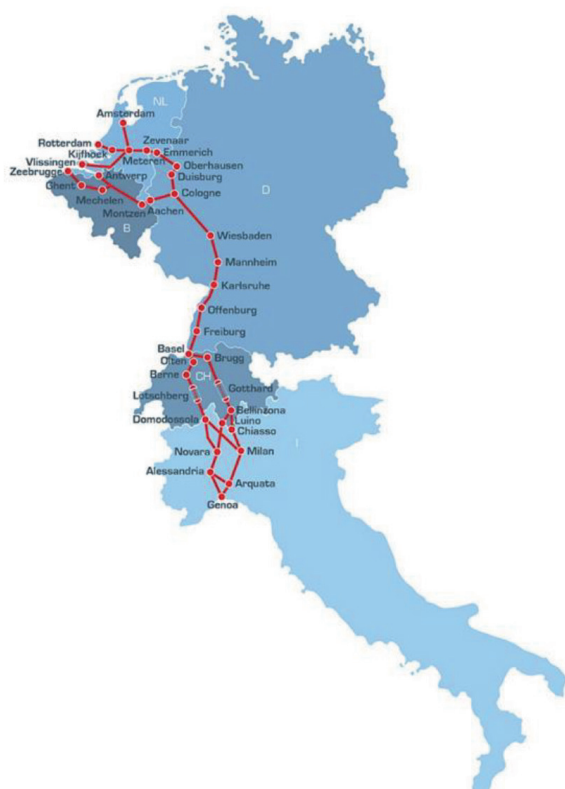 NL
Amsterdam
Rotterdam
Zevenaar
Kijfhoek
Emmerich
Vlissingen
Meteren
Oberhausen
Zeebrugge
Antwerp
Duisburg
Ghent
Cologne
D
Mechelen
Aachen
Montzen
B
Wiesbaden
Mannheim
Karlsruhe
Offenburg
Freiburg
Basel
Olten
Brugg
Berne
CH
Gotthard
Lotschberg
Bellinzona
Domodossola
Luino
Chiasso
I
Novara
Milan
Alessandria
Arquata
Genoa